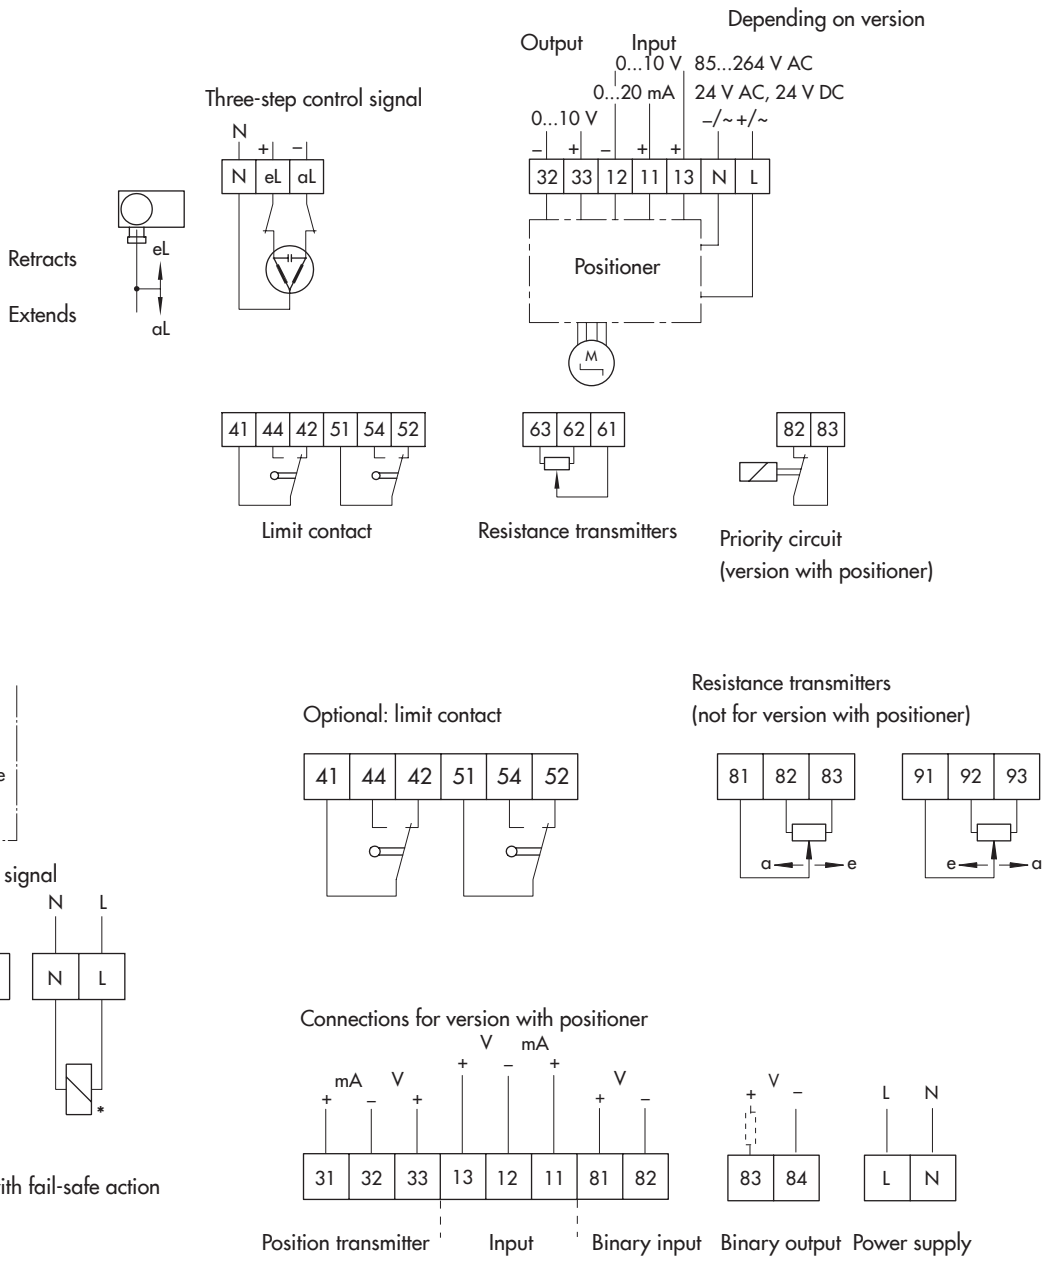 Depending on version
Output Input
0...10 V 85...264 V AC
Three-step control signal 0...20 mA 24 V AC, 24 V DC
N 0...10 V –/~ +/~
+ – – + – + +
N eL aL 32 33 12 11 13 N L
Retracts eL
Positioner
Extends
aL
M
41 44 42 51 54 52 63 62 61 82 83
Limit contact Resistance transmitters
Priority circuit
(version with positioner)
Resistance transmitters
Optional: limit contact (not for version with positioner)
41 44 42 51 54 52 81 82 83 91 92 93
e
a e e a
signal
N L
N L
*
Connections for version with positioner
V mA
+ – +
mA V V V
+ – + + – + – L N
31 32 33 13 12 11 81 82 83 84 L N
ith fail-safe action
Position transmitter Input Binary input Binary output Power supply